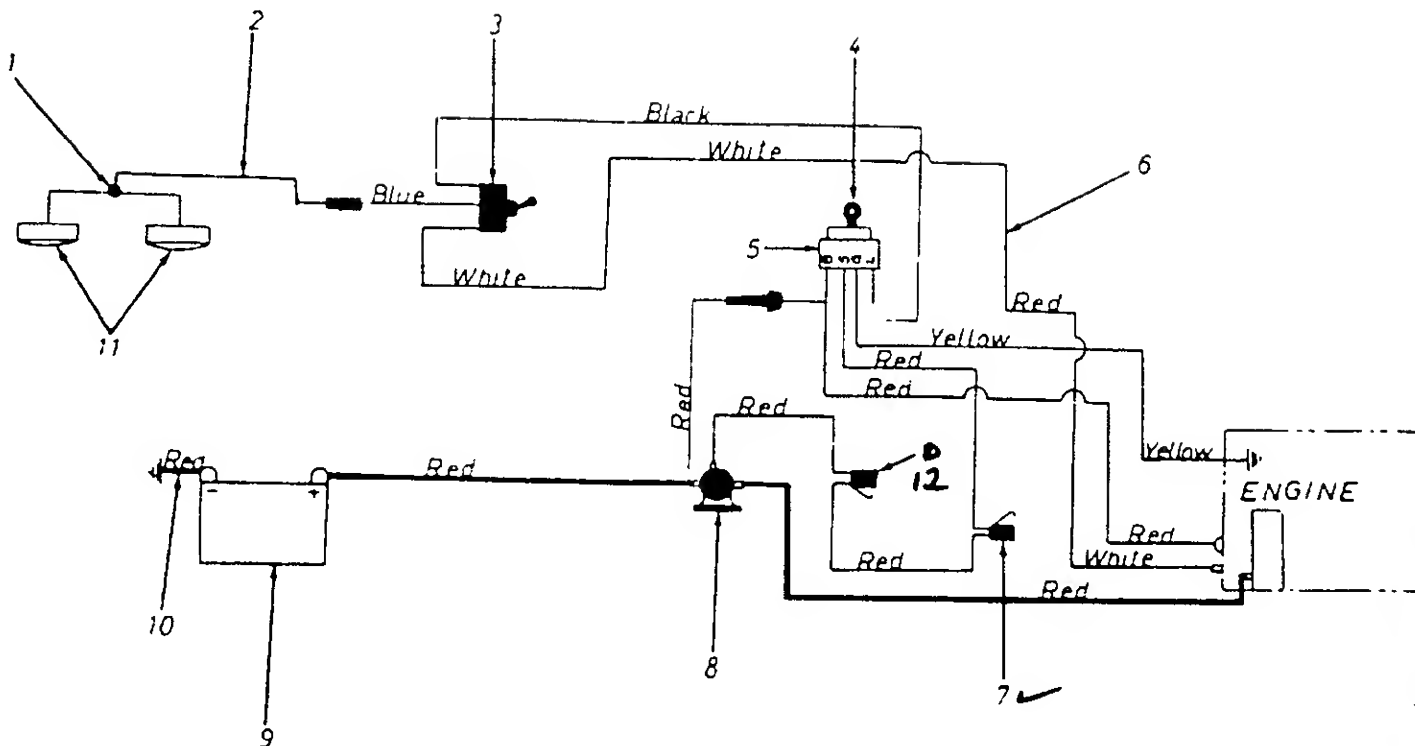 1
2
3
4
Black
White
6
Blue
5
B S G L
White
Red
11
Yellow
Red
Red
Red
Red
Yellow
Red
Red
D
12
ENGINE
- +
Red
Red
White
Red
10
8
7
9